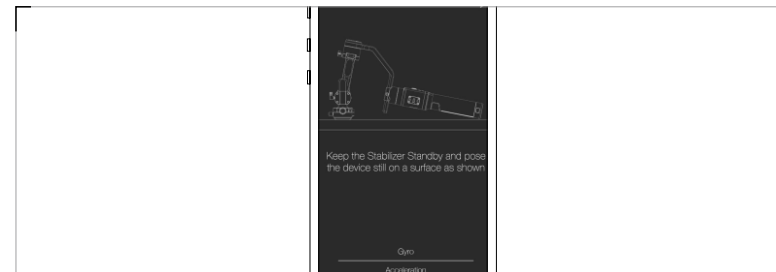 Keep the Stabilizer Standby and pose
the device still on a surface as shown
Gyro
Acceleration